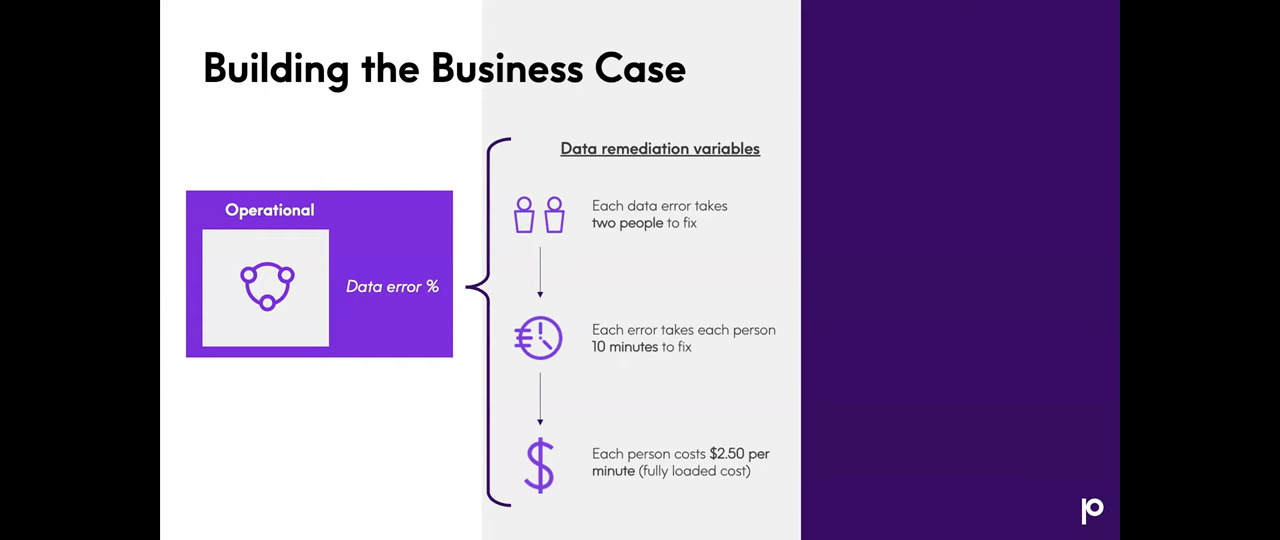 Building the Business Case
Data remediation variables
Operational
Data error %
Each data error takes
two people to fix
Each error takes each person
10 minutes to fix
Each person costs $2.50 per
minute (fully loaded cost)